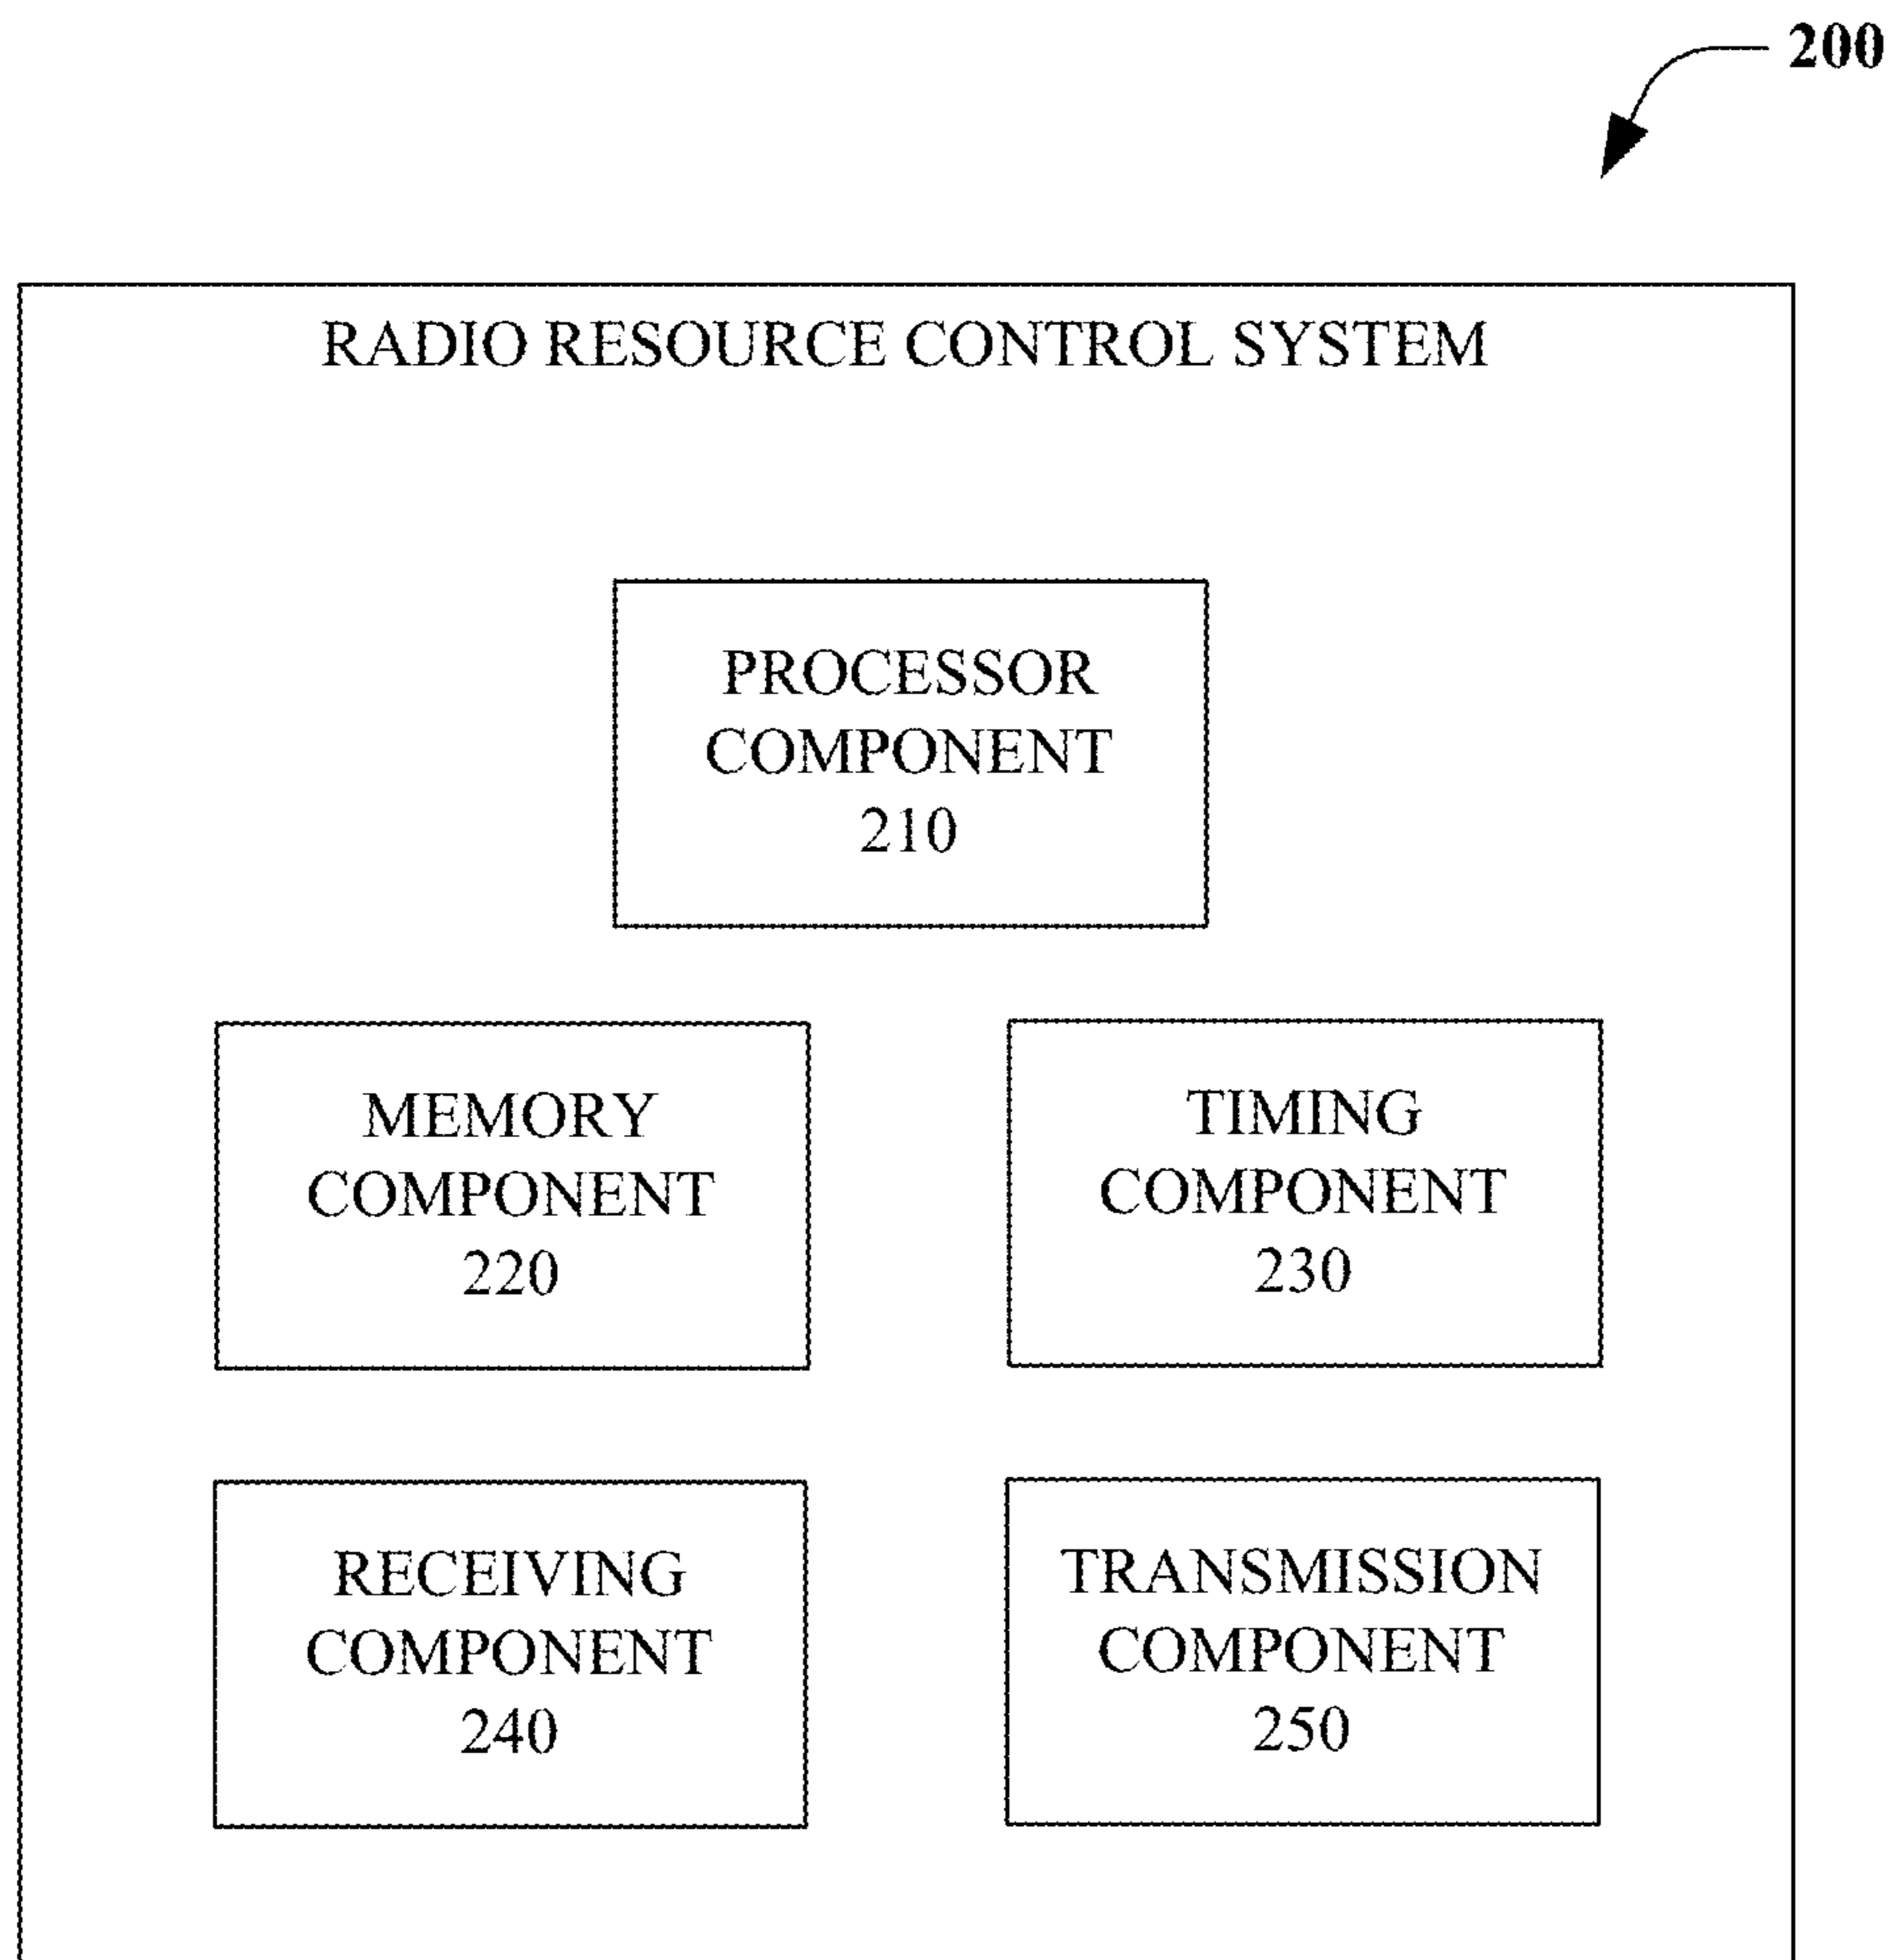 200
RADIO RESOURCE CONTROL SYSTEM
PROCESSOR
COMPONENT
210
MEMORY
COMPONENT
220
TIMING
COMPONENT
230
RECEIVING
COMPONENT
240
TRANSMISSION
COMPONENT
250